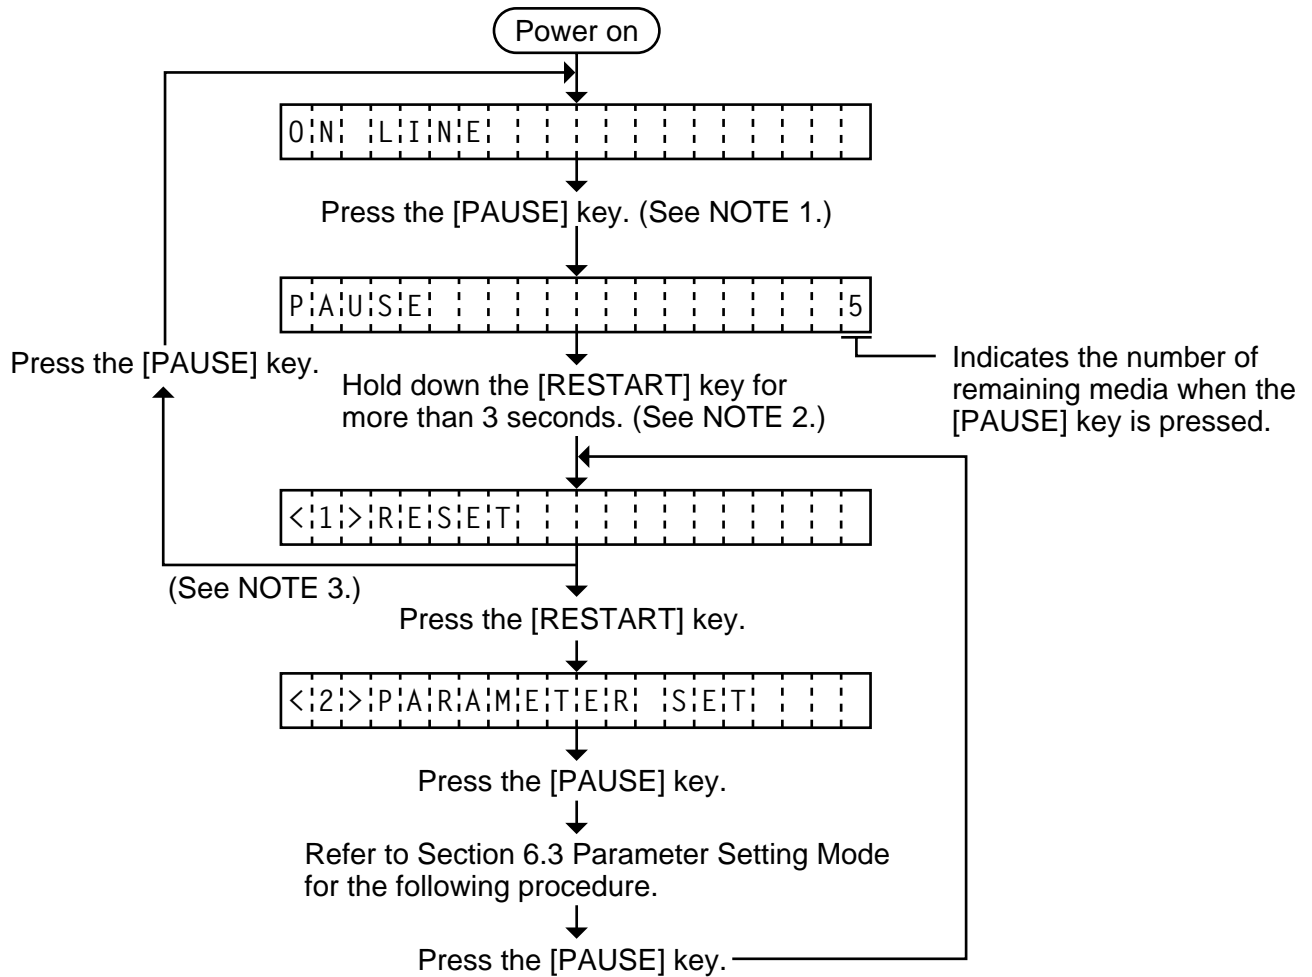 Power on
ON LINE
Press the [PAUSE] key. (See NOTE 1.)
PAUSE 5
Press the [PAUSE] key.
Indicates the number of
remaining media when the
[PAUSE] key is pressed.
Hold down the [RESTART] key for
more than 3 seconds. (See NOTE 2.)
<1>RESET
(See NOTE 3.)
Press the [RESTART] key.
<2>PARAMETER SET
Press the [PAUSE] key.
Refer to Section 6.3 Parameter Setting Mode
for the following procedure.
Press the [PAUSE] key.